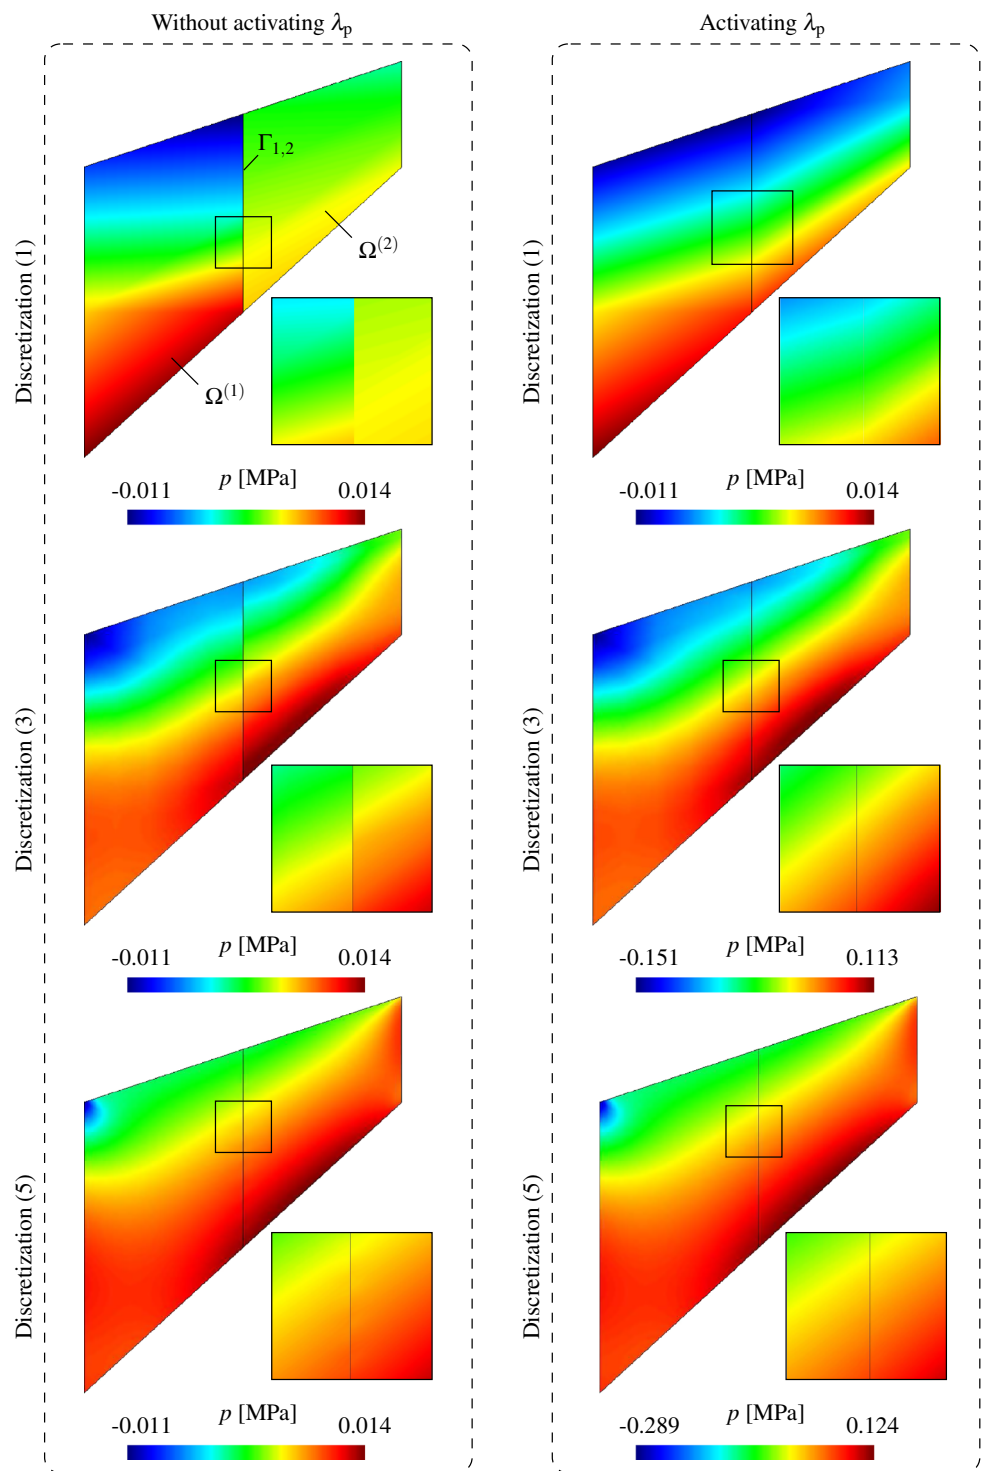 Without activating λp
Activating λp
Discretization (1)
Γ1,2
Ω(2)
Ω(1)
p [MPa]
-0.011
0.014
Discretization (1)
p [MPa]
-0.011
0.014
Discretization (3)
p [MPa]
-0.011
0.014
Discretization (3)
p [MPa]
-0.151
0.113
Discretization (5)
p [MPa]
-0.011
0.014
Discretization (5)
p [MPa]
-0.289
0.124